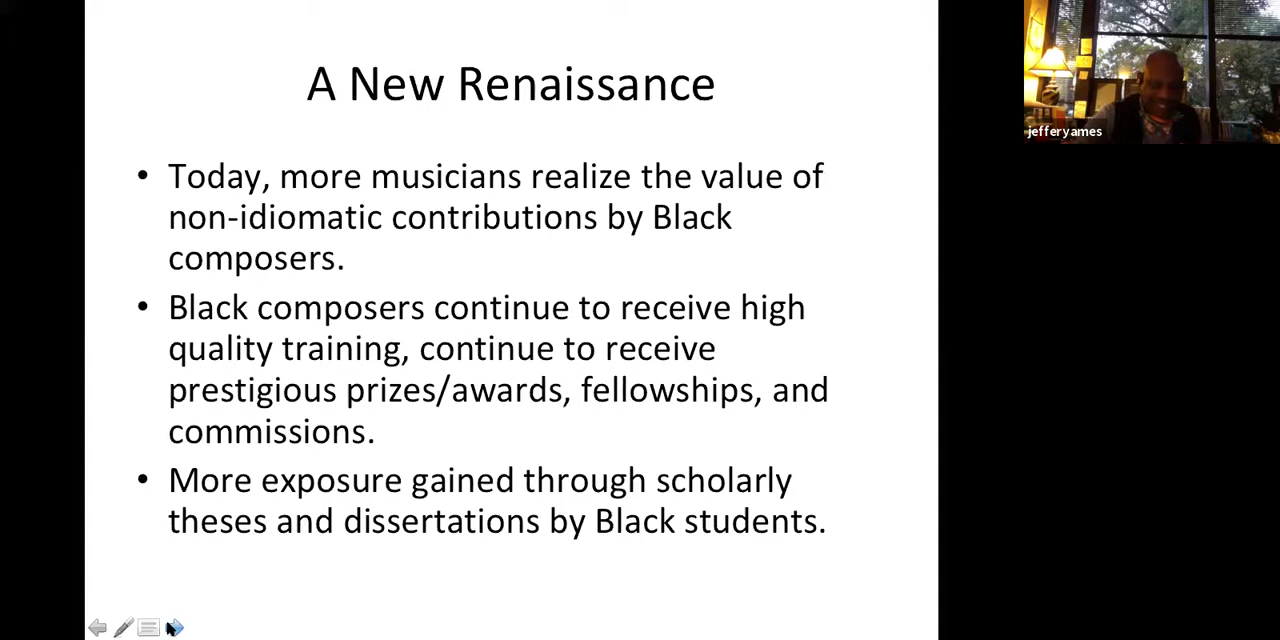 A New Renaissance
• Today, more musicians realize the value of
non-idiomatic contributions by Black
composers.
• Black composers continue to receive high
quality training, continue to receive
prestigious prizes/awards, fellowships, and
commissions.
• More exposure gained through scholarly
theses and dissertations by Black students.
jefferyames